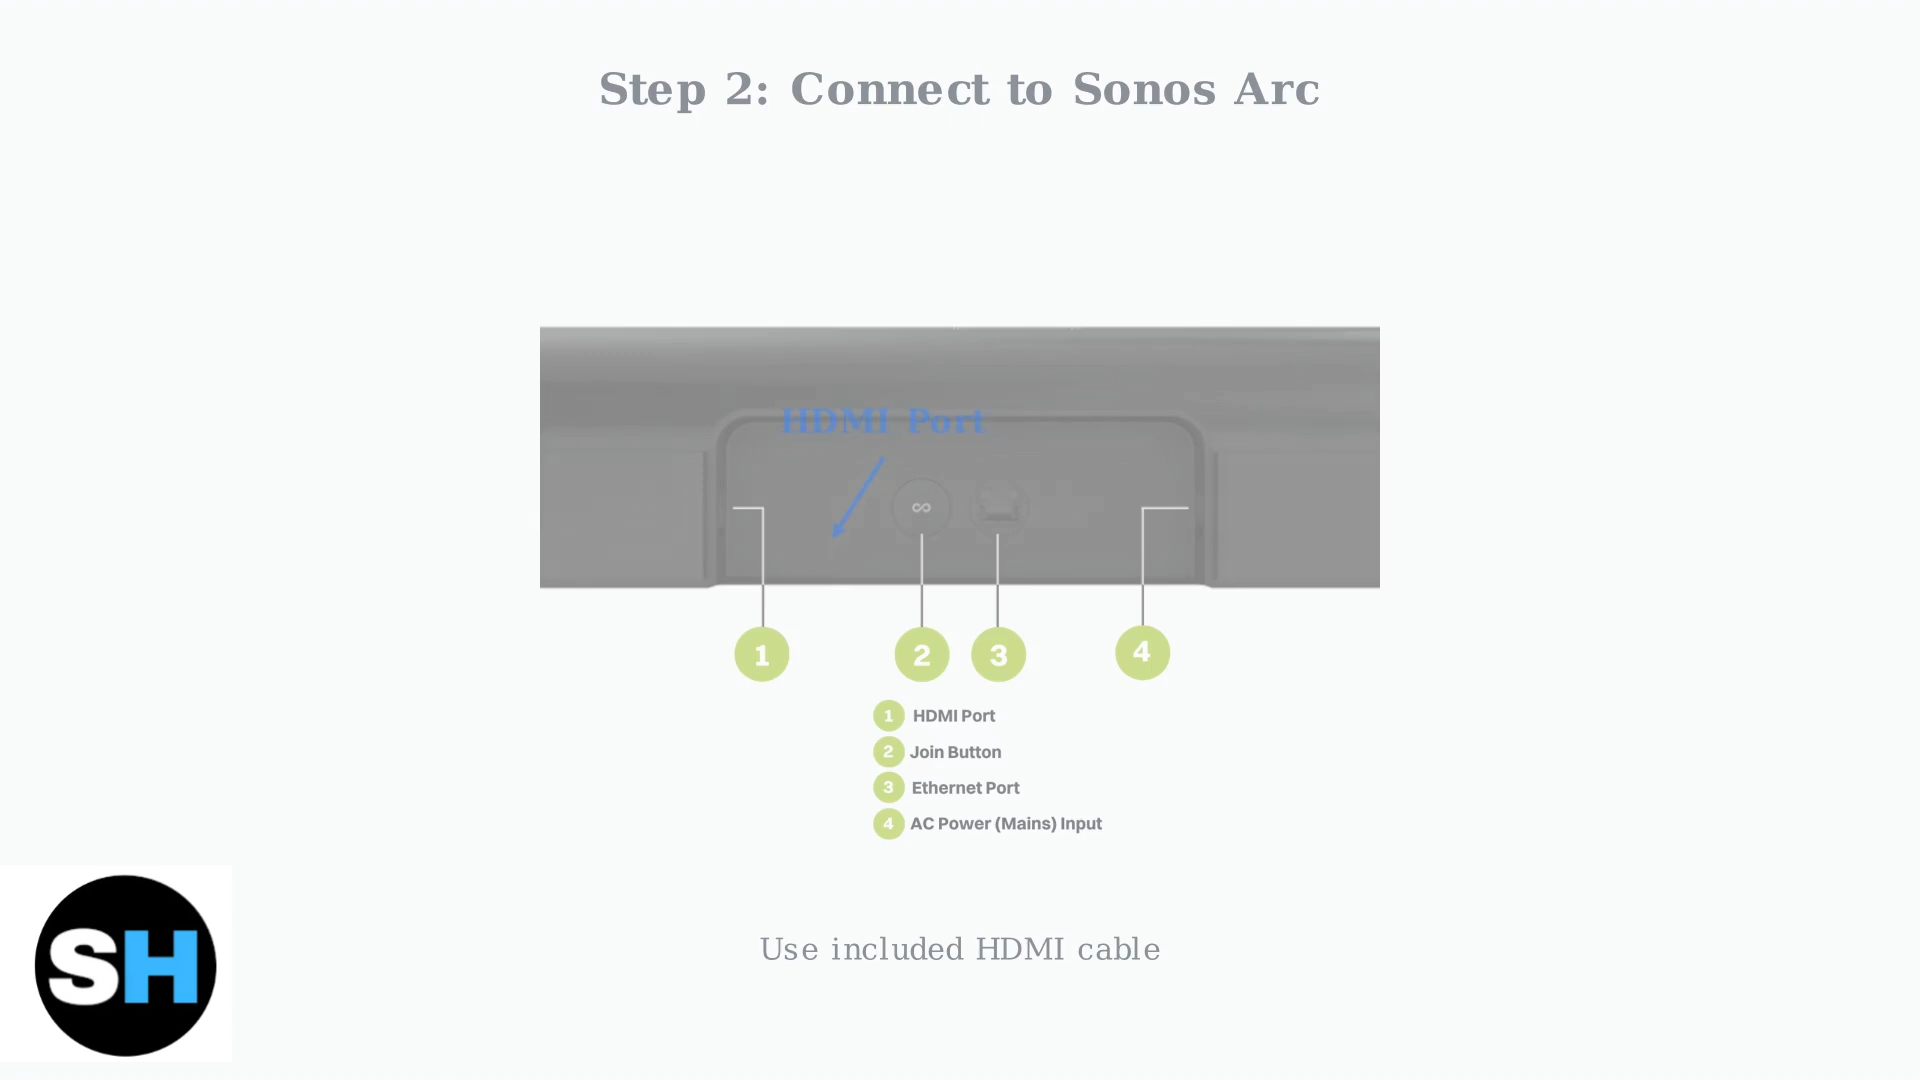 Step 2: Connect to Sonos Arc
HDMI Port
1 2 3 4
1 HDMI Port
2 Join Button
3 Ethernet Port
4 AC Power (Mains) Input
Use included HDMI cable
SH